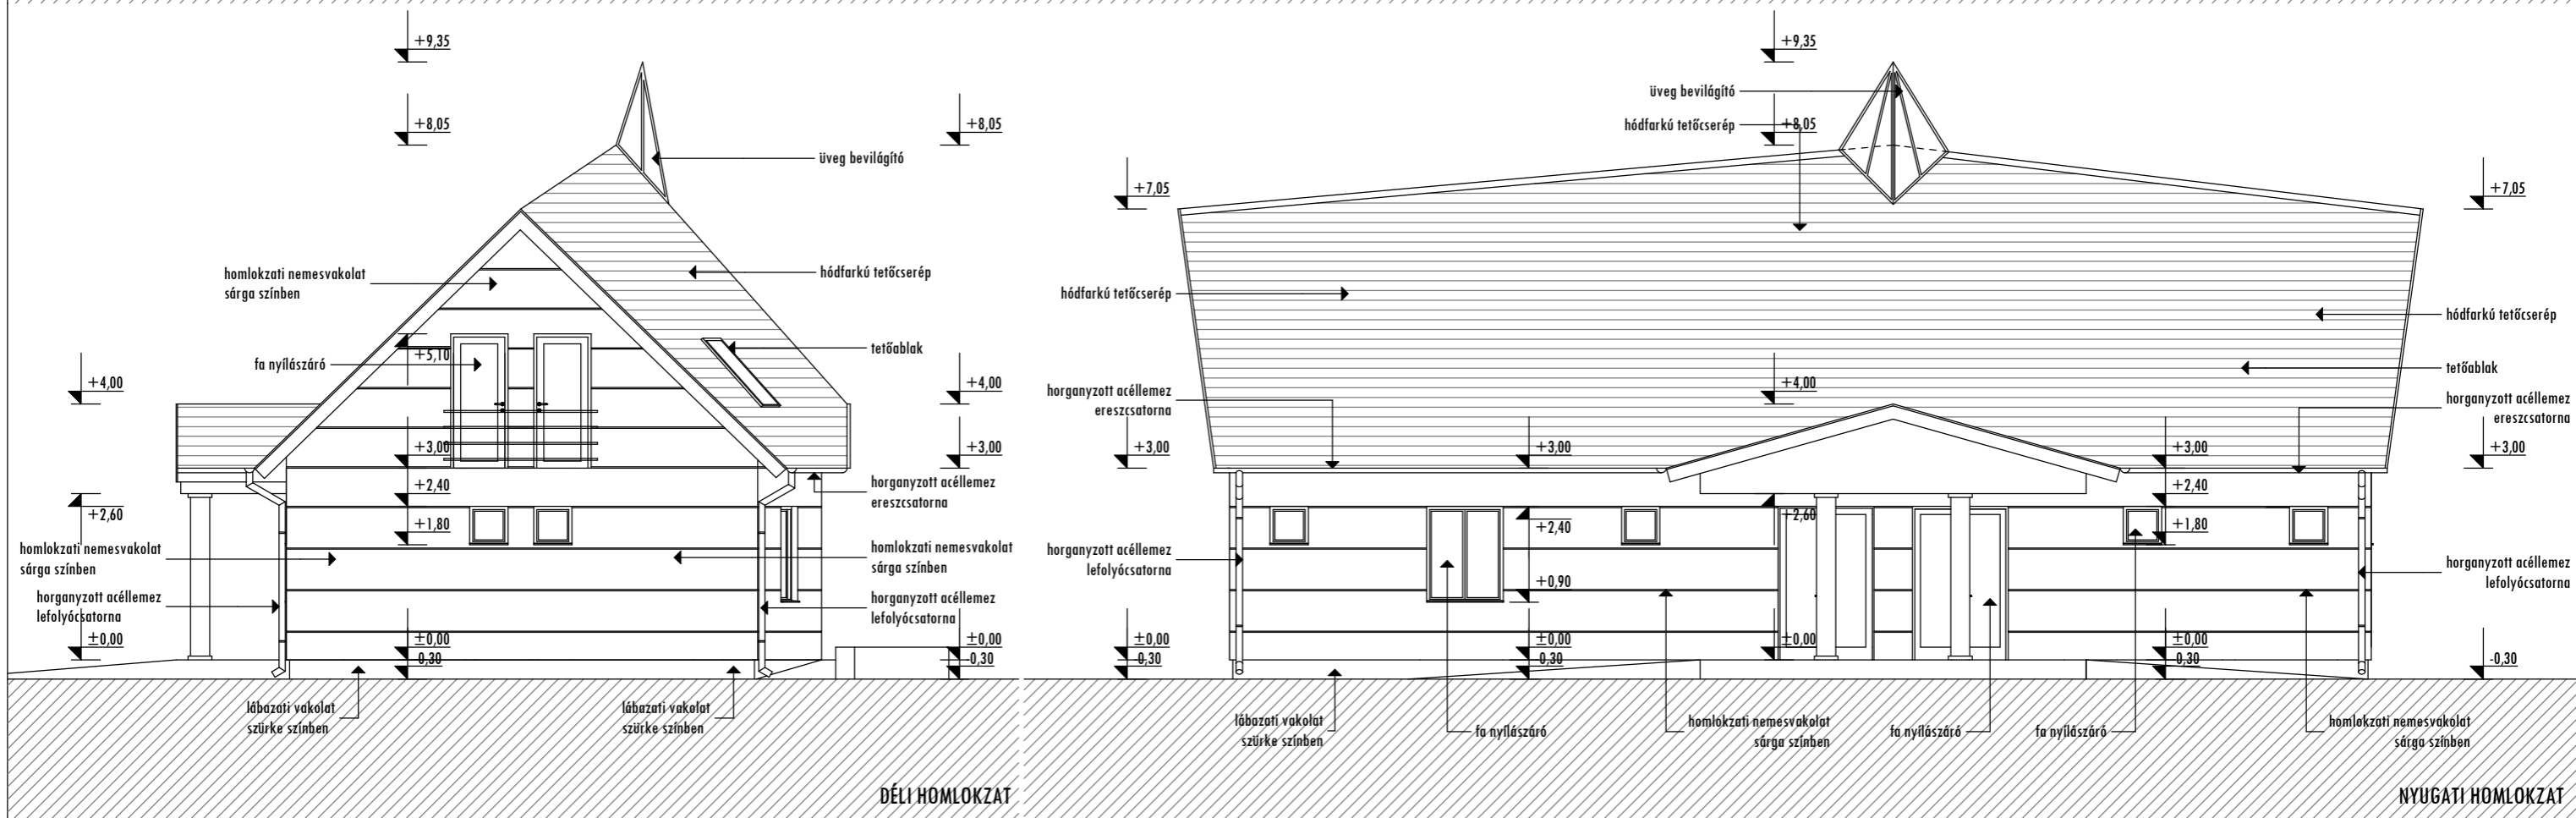 +9,35
+8,05
+8,05
üveg bevilágító
homlokzati nemesvakolat
sárga színben
hódfarkú tetőcserép
fa nyílászáró
+5,10
tetőablak
+4,00
+4,00
+3,00
+3,00
+2,40
horganyzott acéllemez
ereszcsatorna
+2,60
+1,80
homlokzati nemesvakolat
sárga színben
homlokzati nemesvakolat
sárga színben
horganyzott acéllemez
lefolyócsatorna
horganyzott acéllemez
lefolyócsatorna
±0,00
±0,00
±0,00
-0,30
-0,30
lábazati vakolat
szürke színben
lábazati vakolat
szürke színben
DÉLI HOMLOKZAT
+9,35
üveg bevilágító
hódfarkú tetőcserép
+8,05
+7,05
+7,05
hódfarkú tetőcserép
hódfarkú tetőcserép
tetőablak
+4,00
horganyzott acéllemez
ereszcsatorna
horganyzott acéllemez
ereszcsatorna
+3,00
+3,00
+3,00
+3,00
+2,40
+2,60
+2,40
+1,80
horganyzott acéllemez
lefolyócsatorna
+0,90
horganyzott acéllemez
lefolyócsatorna
±0,00
±0,00
±0,00
±0,00
-0,30
-0,30
-0,30
-0,30
lábazati vakolat
szürke színben
fa nyílászáró
homlokzati nemesvakolat
sárga színben
fa nyílászáró
fa nyílászáró
homlokzati nemesvakolat
sárga színben
NYUGATI HOMLOKZAT